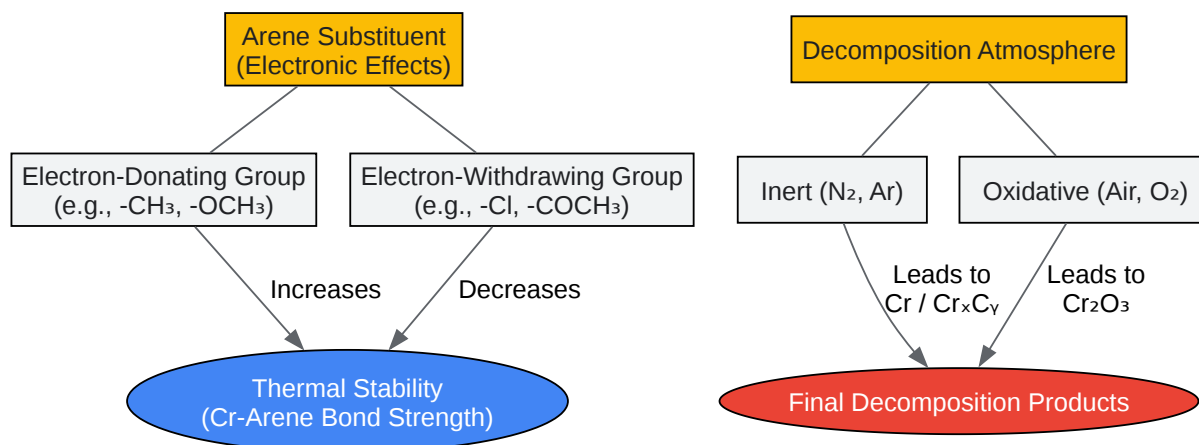 Arene Substituent
(Electronic Effects)
Decomposition Atmosphere
Electron-Donating Group
(e.g., -CH₃, -OCH₃)
Electron-Withdrawing Group
(e.g., -Cl, -COCH₃)
Inert (N₂, Ar)
Oxidative (Air, O₂)
Increases
Decreases
Leads to
Cr / CrₓCᵧ
Leads to
Cr₂O₃
Thermal Stability
(Cr-Arene Bond Strength)
Final Decomposition Products